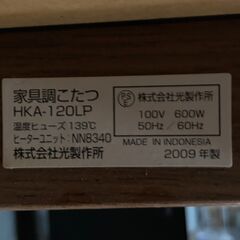 家具調こたつ
HKA-120LP
温度ヒューズ 139℃
ヒーターユニット: NN8340
株式会社光製作所
PSE
株式会社光製作所
100V 600W
50Hz / 60Hz
MADE IN INDONESIA
2009 年製